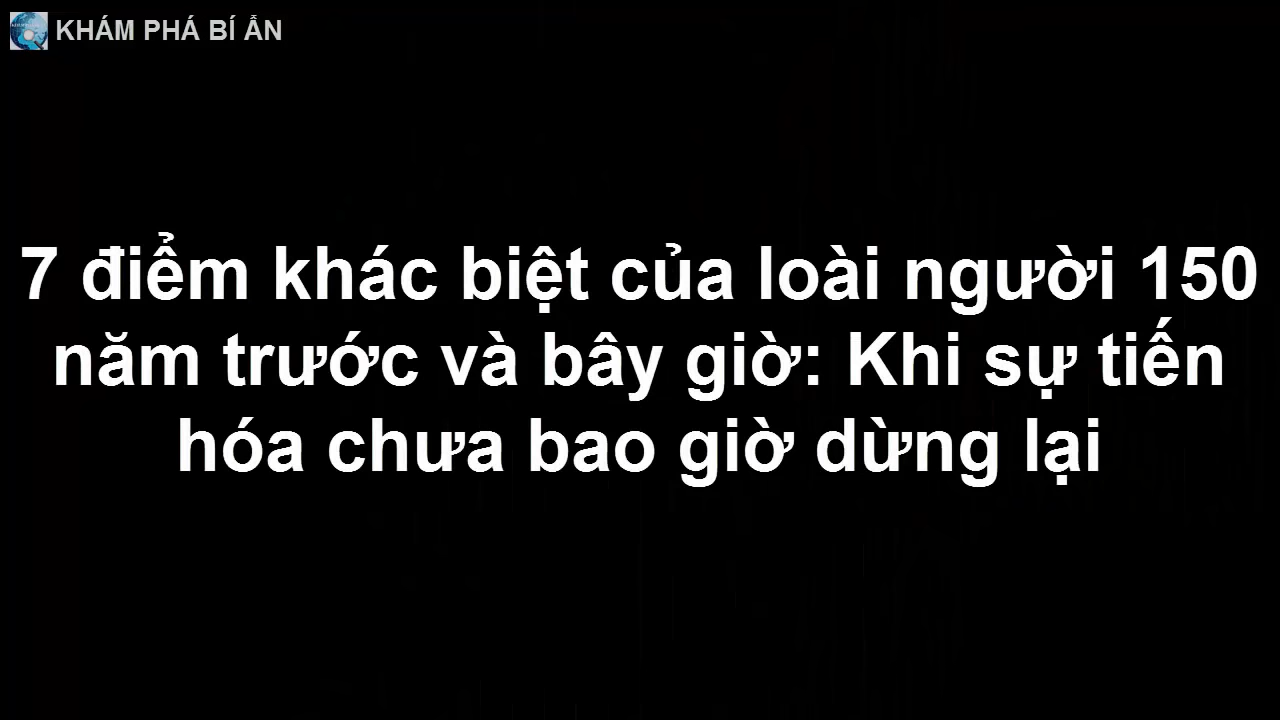 KHÁM PHÁ BÍ ẨN
7 điểm khác biệt của loài người 150
năm trước và bây giờ: Khi sự tiến
hóa chưa bao giờ dừng lại